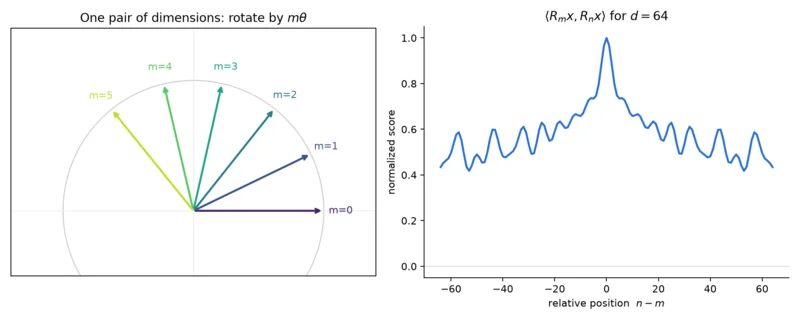 One pair of dimensions: rotate by mθ
m=5
m=4
m=3
m=2
m=1
m=0
⟨Rₘx, Rₙx⟩ for d = 64
normalized score
1.0
0.8
0.6
0.4
0.2
0.0
−60
−40
−20
0
20
40
60
relative position n − m